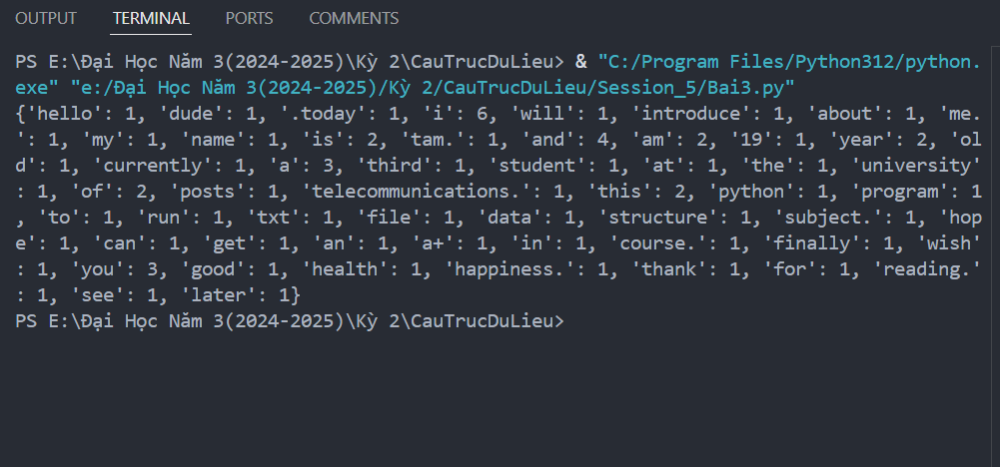 OUTPUT TERMINAL PORTS COMMENTS
PS E:\Đại Học Năm 3(2024-2025)\Kỳ 2\CauTrucDuLieu> & "C:/Program Files/Python312/python.
exe" "e:/Đại Học Năm 3(2024-2025)/Kỳ 2/CauTrucDuLieu/Session_5/Bai3.py"
{'hello': 1, 'dude': 1, '.today': 1, 'i': 6, 'will': 1, 'introduce': 1, 'about': 1, 'me.
': 1, 'my': 1, 'name': 1, 'is': 2, 'tam.': 1, 'and': 4, 'am': 2, '19': 1, 'year': 2, 'ol
d': 1, 'currently': 1, 'a': 3, 'third': 1, 'student': 1, 'at': 1, 'the': 1, 'university'
: 1, 'of': 2, 'posts': 1, 'telecommunications.': 1, 'this': 2, 'python': 1, 'program': 1
, 'to': 1, 'run': 1, 'txt': 1, 'file': 1, 'data': 1, 'structure': 1, 'subject.': 1, 'hop
e': 1, 'can': 1, 'get': 1, 'an': 1, 'a+': 1, 'in': 1, 'course.': 1, 'finally': 1, 'wish'
: 1, 'you': 3, 'good': 1, 'health': 1, 'happiness.': 1, 'thank': 1, 'for': 1, 'reading.'
: 1, 'see': 1, 'later': 1}
PS E:\Đại Học Năm 3(2024-2025)\Kỳ 2\CauTrucDuLieu>